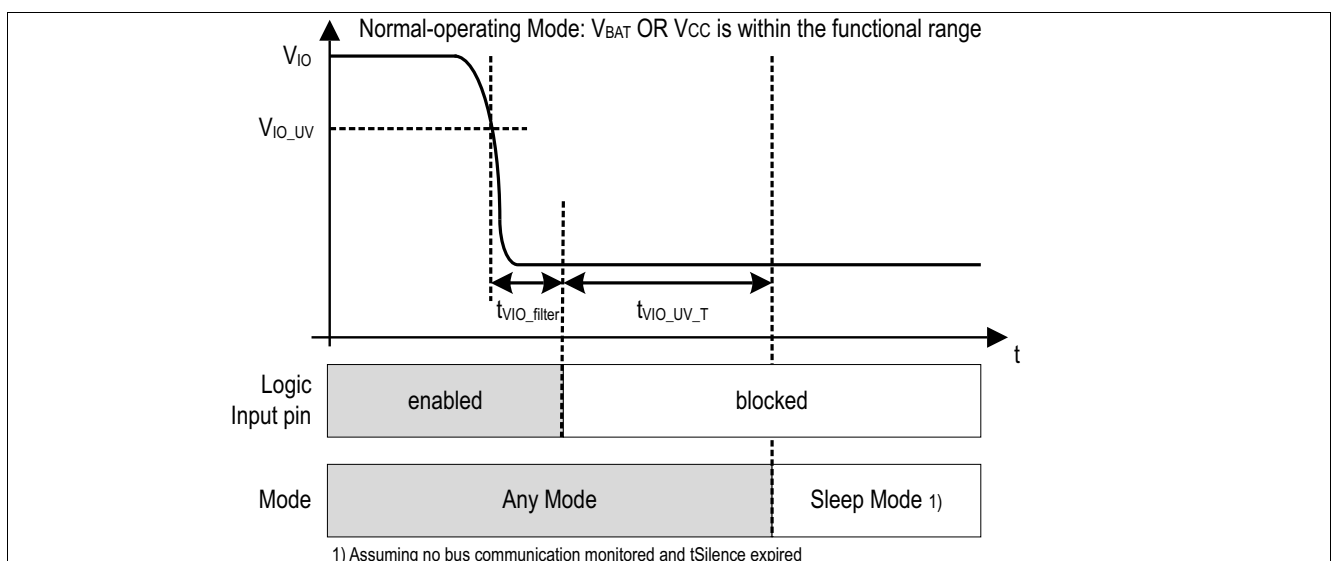 Normal-operating Mode: VBAT OR VCC is within the functional range
VIO
VIO_UV
tVIO_filter
tVIO_UV_T
t
Logic
Input pin
enabled
blocked
Mode
Any Mode
Sleep Mode 1)
1) Assuming no bus communication monitored and tSilence expired